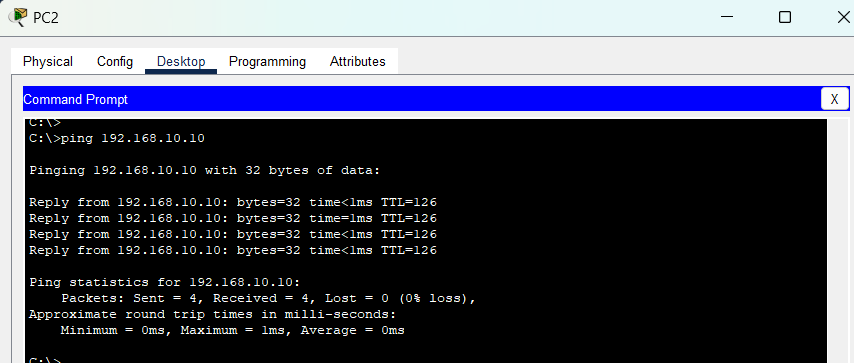 PC2
Physical Config Desktop Programming Attributes
Command Prompt X
C:\>
C:\>ping 192.168.10.10
Pinging 192.168.10.10 with 32 bytes of data:
Reply from 192.168.10.10: bytes=32 time<1ms TTL=126
Reply from 192.168.10.10: bytes=32 time=1ms TTL=126
Reply from 192.168.10.10: bytes=32 time<1ms TTL=126
Reply from 192.168.10.10: bytes=32 time<1ms TTL=126
Ping statistics for 192.168.10.10:
Packets: Sent = 4, Received = 4, Lost = 0 (0% loss),
Approximate round trip times in milli-seconds:
Minimum = 0ms, Maximum = 1ms, Average = 0ms
C:\>